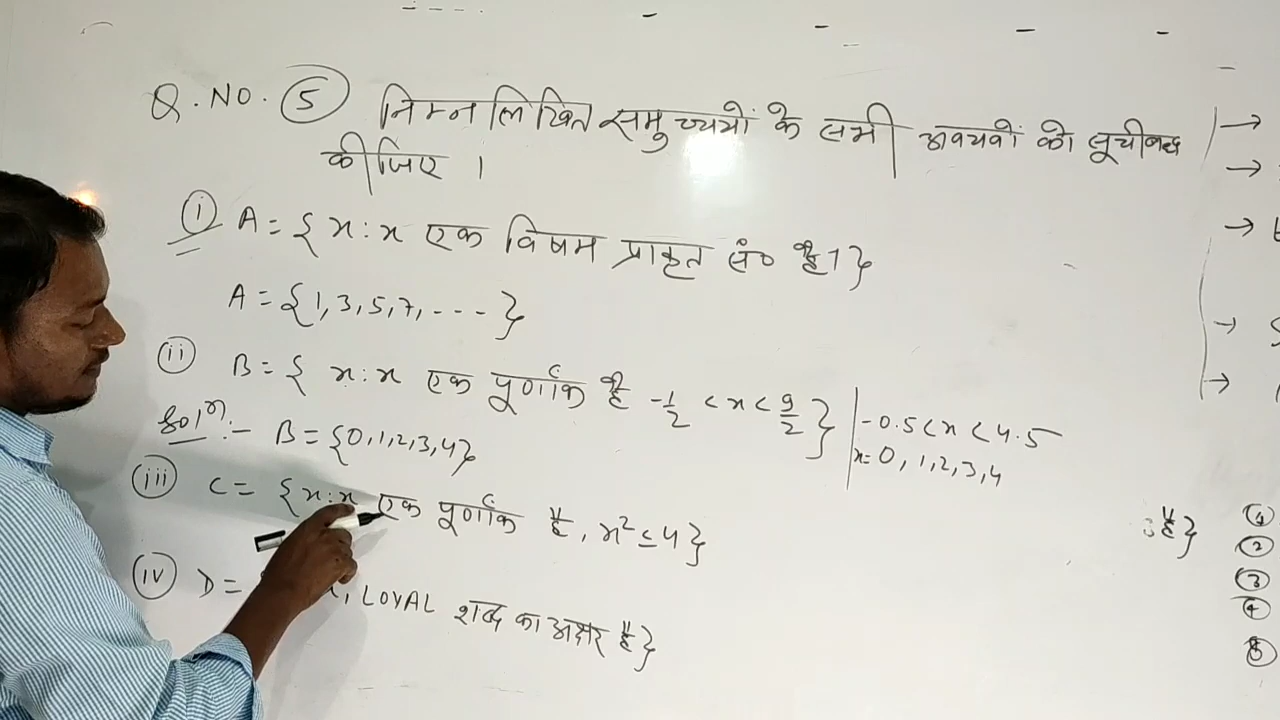 Q. NO. 5 निम्नलिखित समुच्चयों के सभी अवयवों को सूचीबद्ध
कीजिए ।
(i) A = { x : x एक विषम प्राकृत सं० है। }
A = {1, 3, 5, 7, - - - }
(ii) B = { x : x एक पूर्णांक है -1/2 < x < 9/2 }
-0.5 < x < 4.5
x = 0, 1, 2, 3, 4
Solⁿ :- B = {0, 1, 2, 3, 4}
(iii) C = { x : x एक पूर्णांक है, x² ≤ 4 }
है}
(iv) D = , LOYAL शब्द का अक्षर है }
1
2
3
4
5